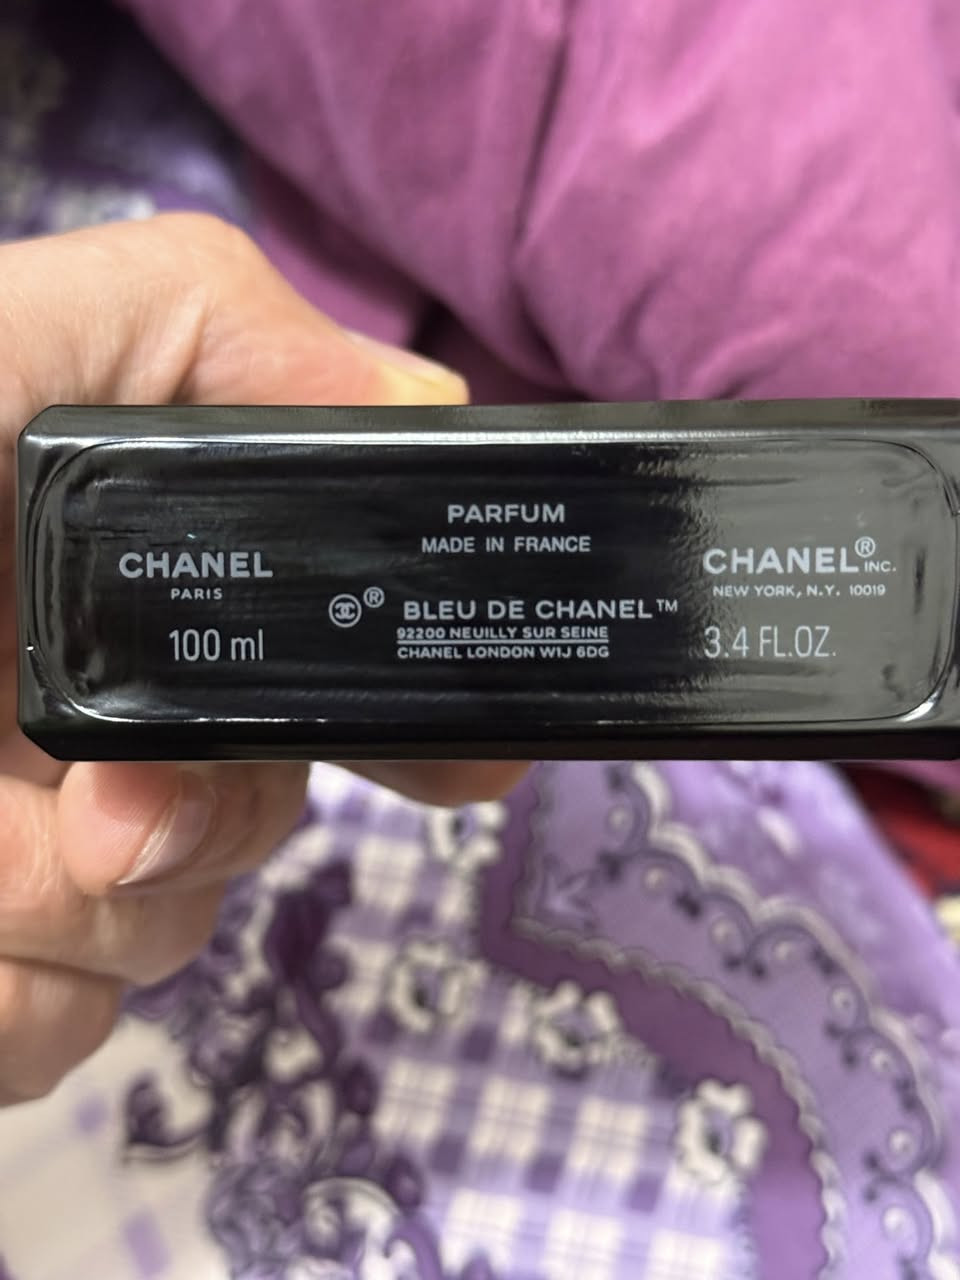 CHANEL
PARIS
100 ml
PARFUM
MADE IN FRANCE
® BLEU DE CHANEL™
92200 NEUILLY SUR SEINE
CHANEL LONDON W1J 6DG
CHANEL® INC.
NEW YORK, N.Y. 10019
3.4 FL.OZ.